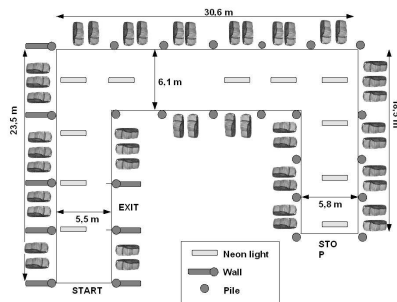 30,6 m
6,1 m
23,5 m
5,5 m
EXIT
5,8 m
START
STO
P
Neon light
Wall
Pile